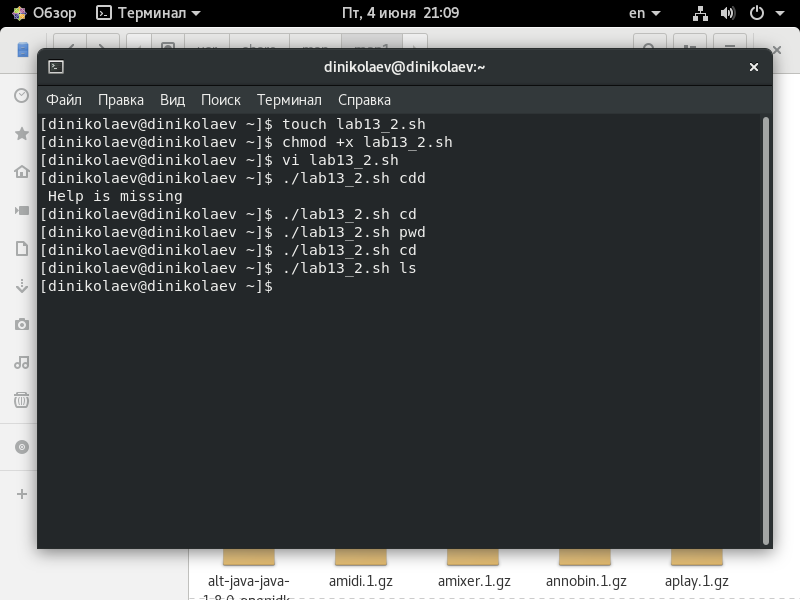 Обзор Терминал Пт, 4 июня 21:09 en
dinikolaev@dinikolaev:~
Файл Правка Вид Поиск Терминал Справка
[dinikolaev@dinikolaev ~]$ touch lab13_2.sh
[dinikolaev@dinikolaev ~]$ chmod +x lab13_2.sh
[dinikolaev@dinikolaev ~]$ vi lab13_2.sh
[dinikolaev@dinikolaev ~]$ ./lab13_2.sh cdd
Help is missing
[dinikolaev@dinikolaev ~]$ ./lab13_2.sh cd
[dinikolaev@dinikolaev ~]$ ./lab13_2.sh pwd
[dinikolaev@dinikolaev ~]$ ./lab13_2.sh cd
[dinikolaev@dinikolaev ~]$ ./lab13_2.sh ls
[dinikolaev@dinikolaev ~]$
alt-java-java- amidi.1.gz amixer.1.gz annobin.1.gz aplay.1.gz